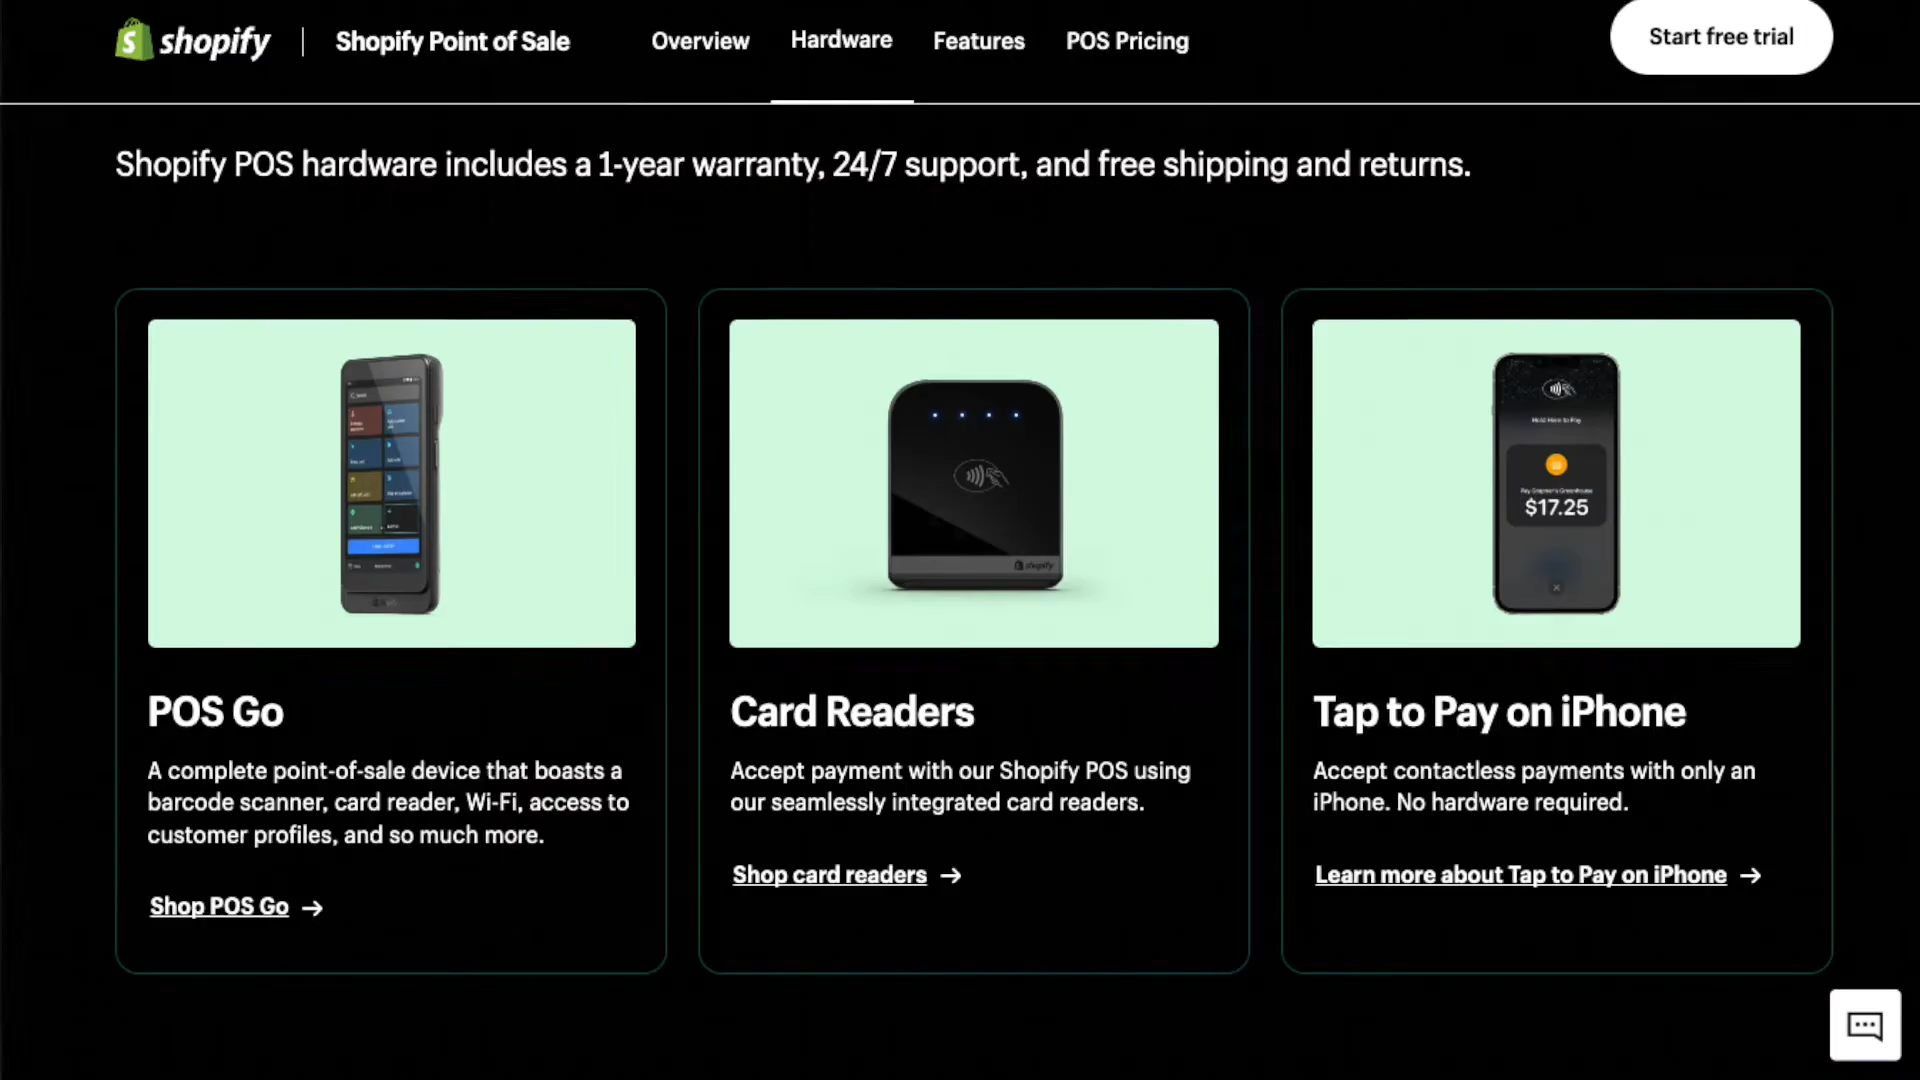 shopify
Shopify Point of Sale
Overview
Hardware
Features
POS Pricing
Start free trial
Shopify POS hardware includes a 1-year warranty, 24/7 support, and free shipping and returns.
shopify
Hold Here to Pay
$17.25
POS Go
A complete point-of-sale device that boasts a
barcode scanner, card reader, Wi-Fi, access to
customer profiles, and so much more.
Shop POS Go →
Card Readers
Accept payment with our Shopify POS using
our seamlessly integrated card readers.
Shop card readers →
Tap to Pay on iPhone
Accept contactless payments with only an
iPhone. No hardware required.
Learn more about Tap to Pay on iPhone →